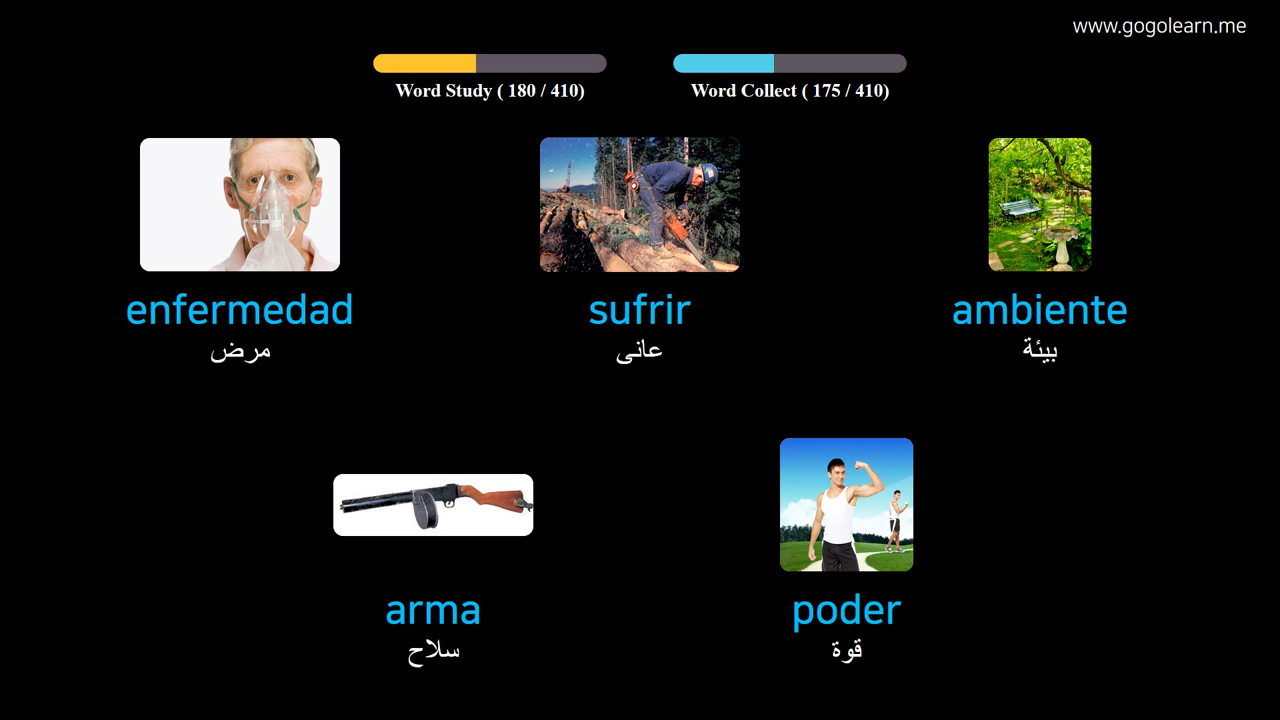 www.gogolearn.me
Word Study ( 180 / 410)
Word Collect ( 175 / 410)
enfermedad
مرض
sufrir
عانى
ambiente
بيئة
arma
سلاح
poder
قوة